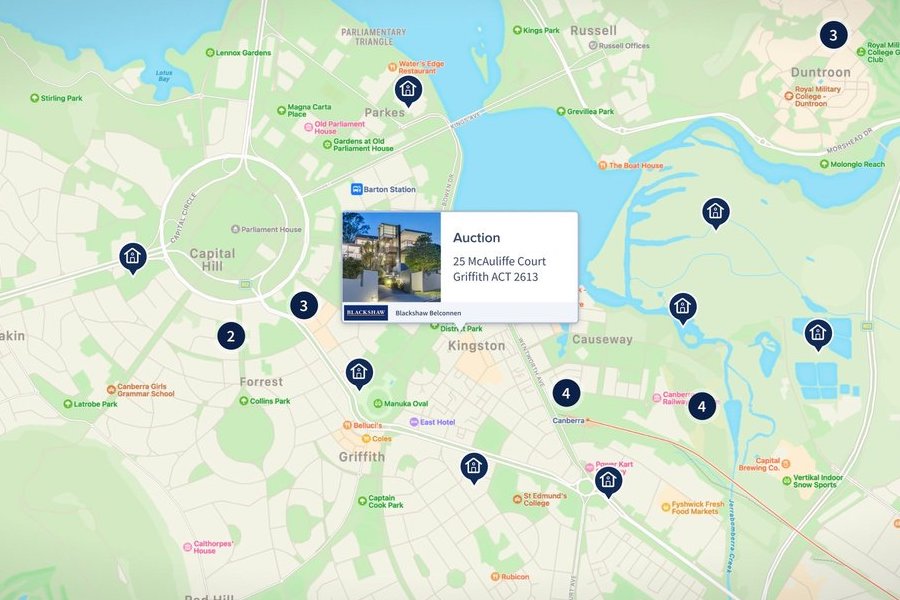 Kings Park
Russell
Russell Offices
3
PARLIAMENTARY
TRIANGLE
Lennox Gardens
Royal Mil
College G
Club
Water's Edge
Restaurant
Lotus
Bay
Duntroon
Stirling Park
Royal Military
College -
Duntroon
Magna Carta
Place
Parkes
Grevillea Park
KINGS AVE
Old Parliament
House
Gardens at Old
Parliament House
MORSHEAD DR
The Boat House
Molonglo Reach
Barton Station
BOWEN DR
CAPITAL CIRCLE
Parliament House
Capital
Hill
Auction
25 McAuliffe Court
Griffith ACT 2613
BLACKSHAW
Blackshaw Belconnen
3
2
akin
District Park
Kingston
Causeway
WENTWORTH AVE
Forrest
Canberra Girls
Grammar School
Latrobe Park
Collins Park
Manuka Oval
4
Canberra
Railway
4
Belluci's
East Hotel
Canberra
Coles
Griffith
Power Kart
Capital
Brewing Co.
Vertikal Indoor
Snow Sports
Captain
Cook Park
St Edmund's
College
Fyshwick Fresh
Food Markets
Jerrabomberra Creek
Calthorpes'
House
Rubicon
Red Hill